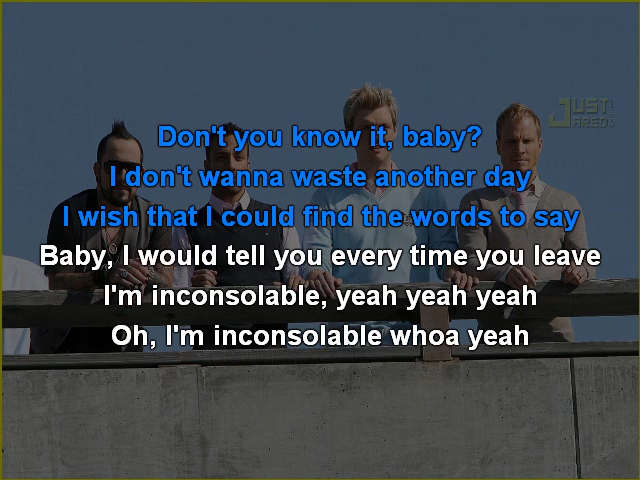 JUST
JARED
Don't you know it, baby?
I don't wanna waste another day
I wish that I could find the words to say
Baby, I would tell you every time you leave
I'm inconsolable, yeah yeah yeah
Oh, I'm inconsolable whoa yeah